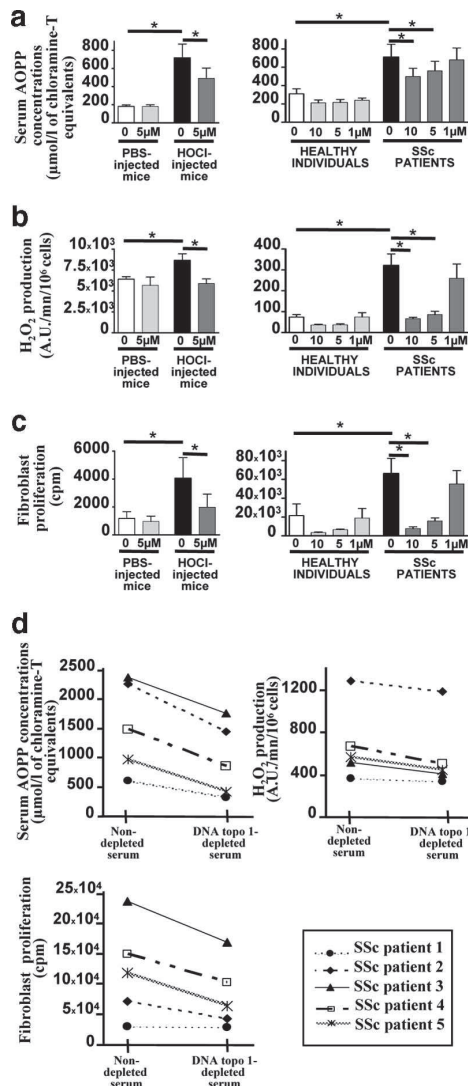 a
Serum AOPP
concentrations
(μmol/l of chloramine-T
equivalents)
800
600
400
200
0
*
*
0 5μM 0 5μM
PBS-
injected
mice
HOCl-
injected
mice
800
600
400
200
0
*
*
*
0 10 5 1μM 0 10 5 1μM
HEALTHY
INDIVIDUALS
SSc
PATIENTS
b
H2O2 production
(A.U./mn/10⁶ cells)
10x10³
7.5x10³
5x10³
2.5x10³
0
*
*
0 5μM 0 5μM
PBS-
injected
mice
HOCl-
injected
mice
400
300
200
100
0
*
*
*
0 10 5 1μM 0 10 5 1μM
HEALTHY
INDIVIDUALS
SSc
PATIENTS
c
Fibroblast
proliferation
(cpm)
6000
4000
2000
0
*
*
0 5μM 0 5μM
PBS-
injected
mice
HOCl-
injected
mice
80x10³
60x10³
40x10³
20x10³
0
*
*
*
0 10 5 1μM 0 10 5 1μM
HEALTHY
INDIVIDUALS
SSc
PATIENTS
d
Serum AOPP concentrations
(μmol/l of chloramine-T
equivalents)
2500
2000
1500
1000
500
0
Non-
depleted
serum
DNA topo 1-
depleted
serum
H2O2 production
(A.U./mn/10⁶ cells)
1200
800
400
0
Non-
depleted
serum
DNA topo 1-
depleted
serum
Fibroblast proliferation
(cpm)
25x10⁴
20x10⁴
15x10⁴
10x10⁴
5x10⁴
0
Non-
depleted
serum
DNA topo 1-
depleted
serum
SSc patient 1
SSc patient 2
SSc patient 3
SSc patient 4
SSc patient 5